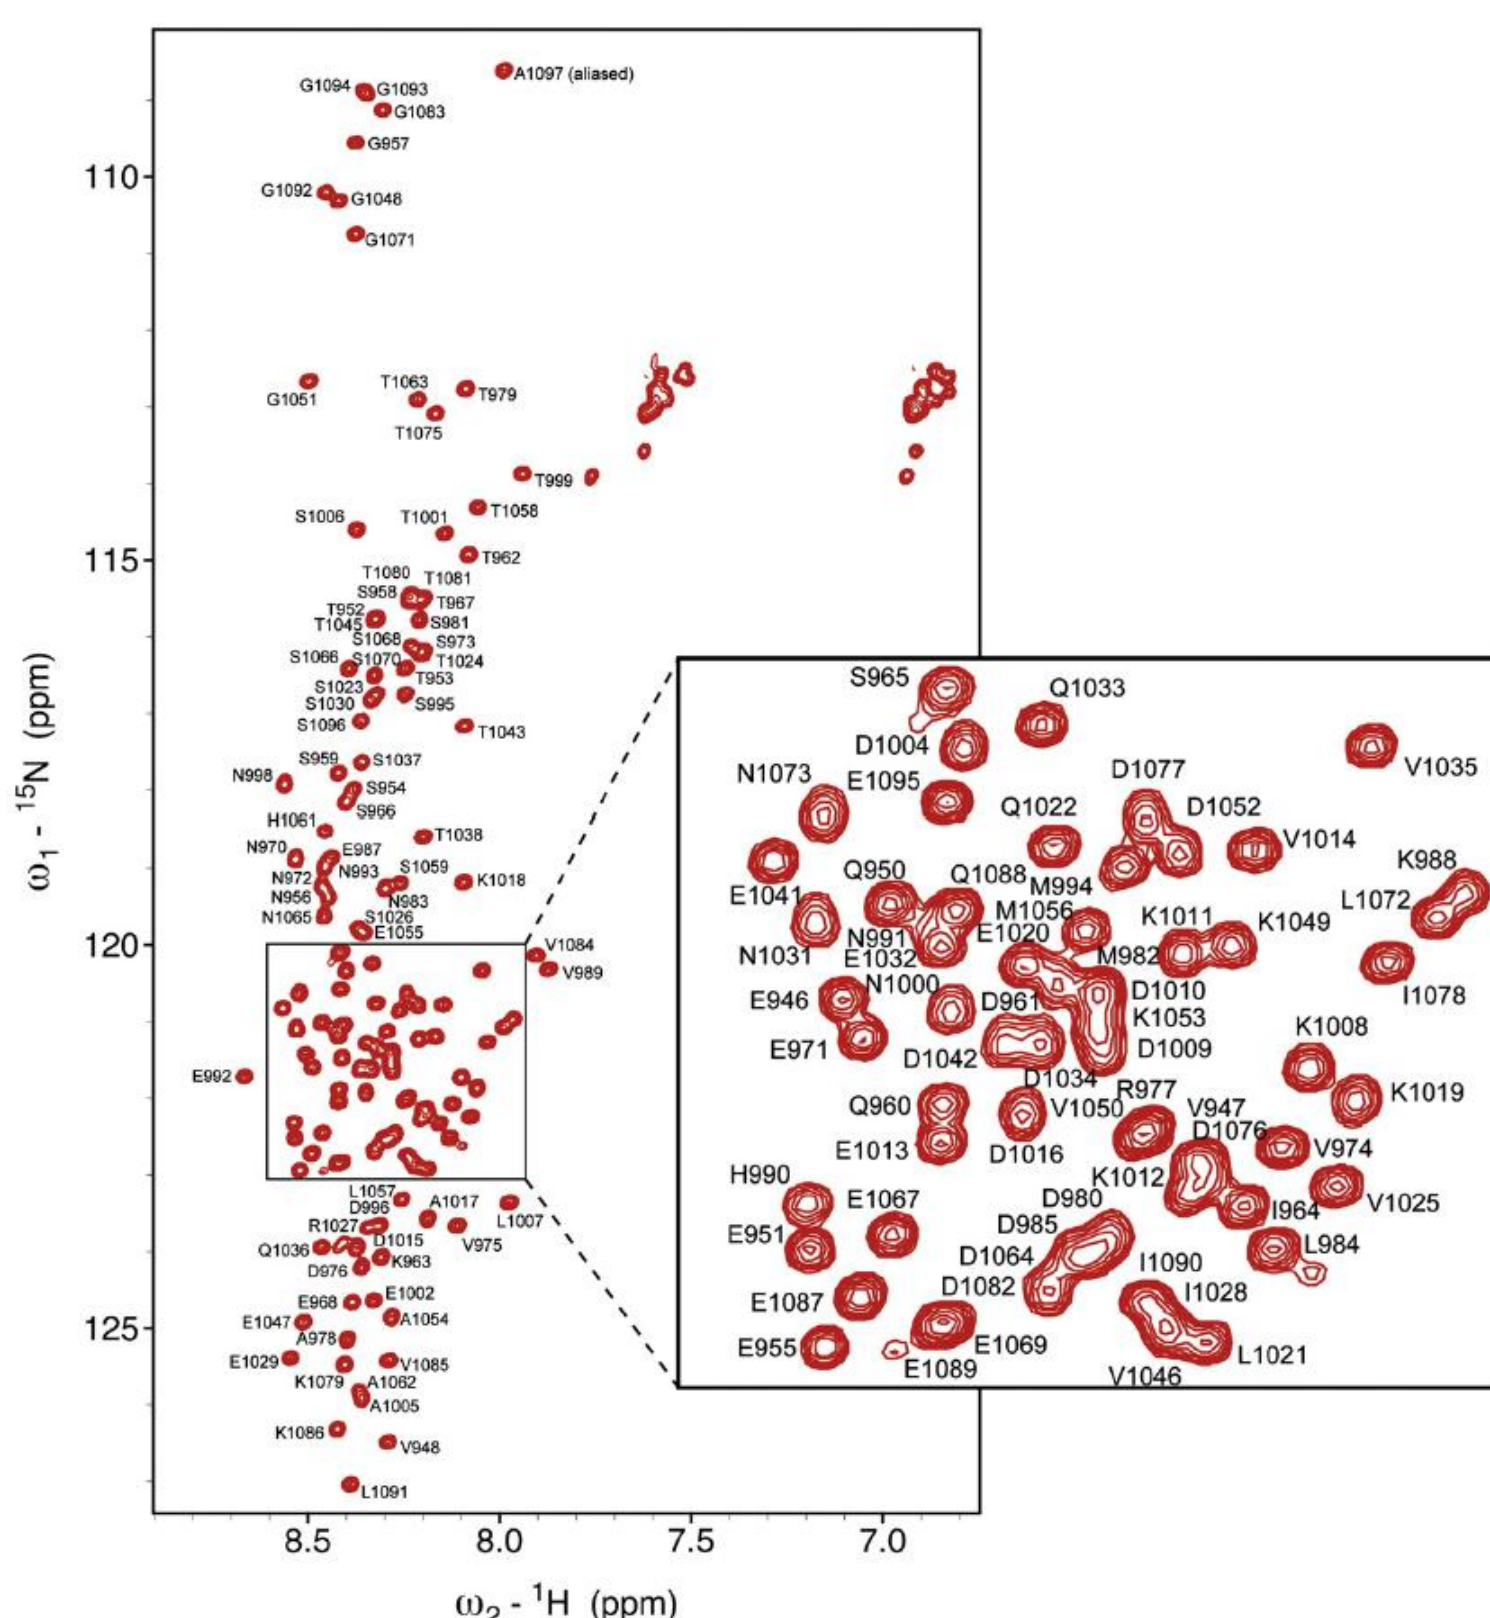 A1097 (aliased)
G1094
G1093
G1083
G957
110
G1092
G1048
G1071
T1063
T979
G1051
T1075
T999
S1006
T1001
T1058
115
T962
T1080
T1081
S958
T967
T952
T1045
S981
S1068
S973
S1066
S1070
T1024
T953
S1023
S1030
S995
S1096
T1043
S959
S1037
N998
S954
S966
H1061
T1038
N970
E987
N993
S1059
N972
K1018
N956
N983
N1065
S1026
E1055
120
V1084
V989
E992
L1057
D996
A1017
L1007
R1027
D1015
V975
Q1036
K963
D976
E968
E1002
E1047
A1054
125
A978
E1029
V1085
K1079
A1062
A1005
K1086
V948
L1091
S965
Q1033
D1004
V1035
N1073
E1095
D1077
Q1022
D1052
V1014
K988
Q950
Q1088
M994
E1041
L1072
M1056
K1011
K1049
N991
E1020
N1031
E1032
M982
E946
N1000
D961
D1010
I1078
K1053
K1008
E971
D1042
D1009
D1034
R977
K1019
Q960
V1050
V947
D1076
E1013
D1016
V974
H990
K1012
E1067
D980
I964
V1025
E951
D985
D1064
L984
I1090
D1082
I1028
E1087
E955
E1069
L1021
E1089
V1046
8.5 8.0 7.5 7.0
ω1 - 15N (ppm)
ω2 - 1H (ppm)